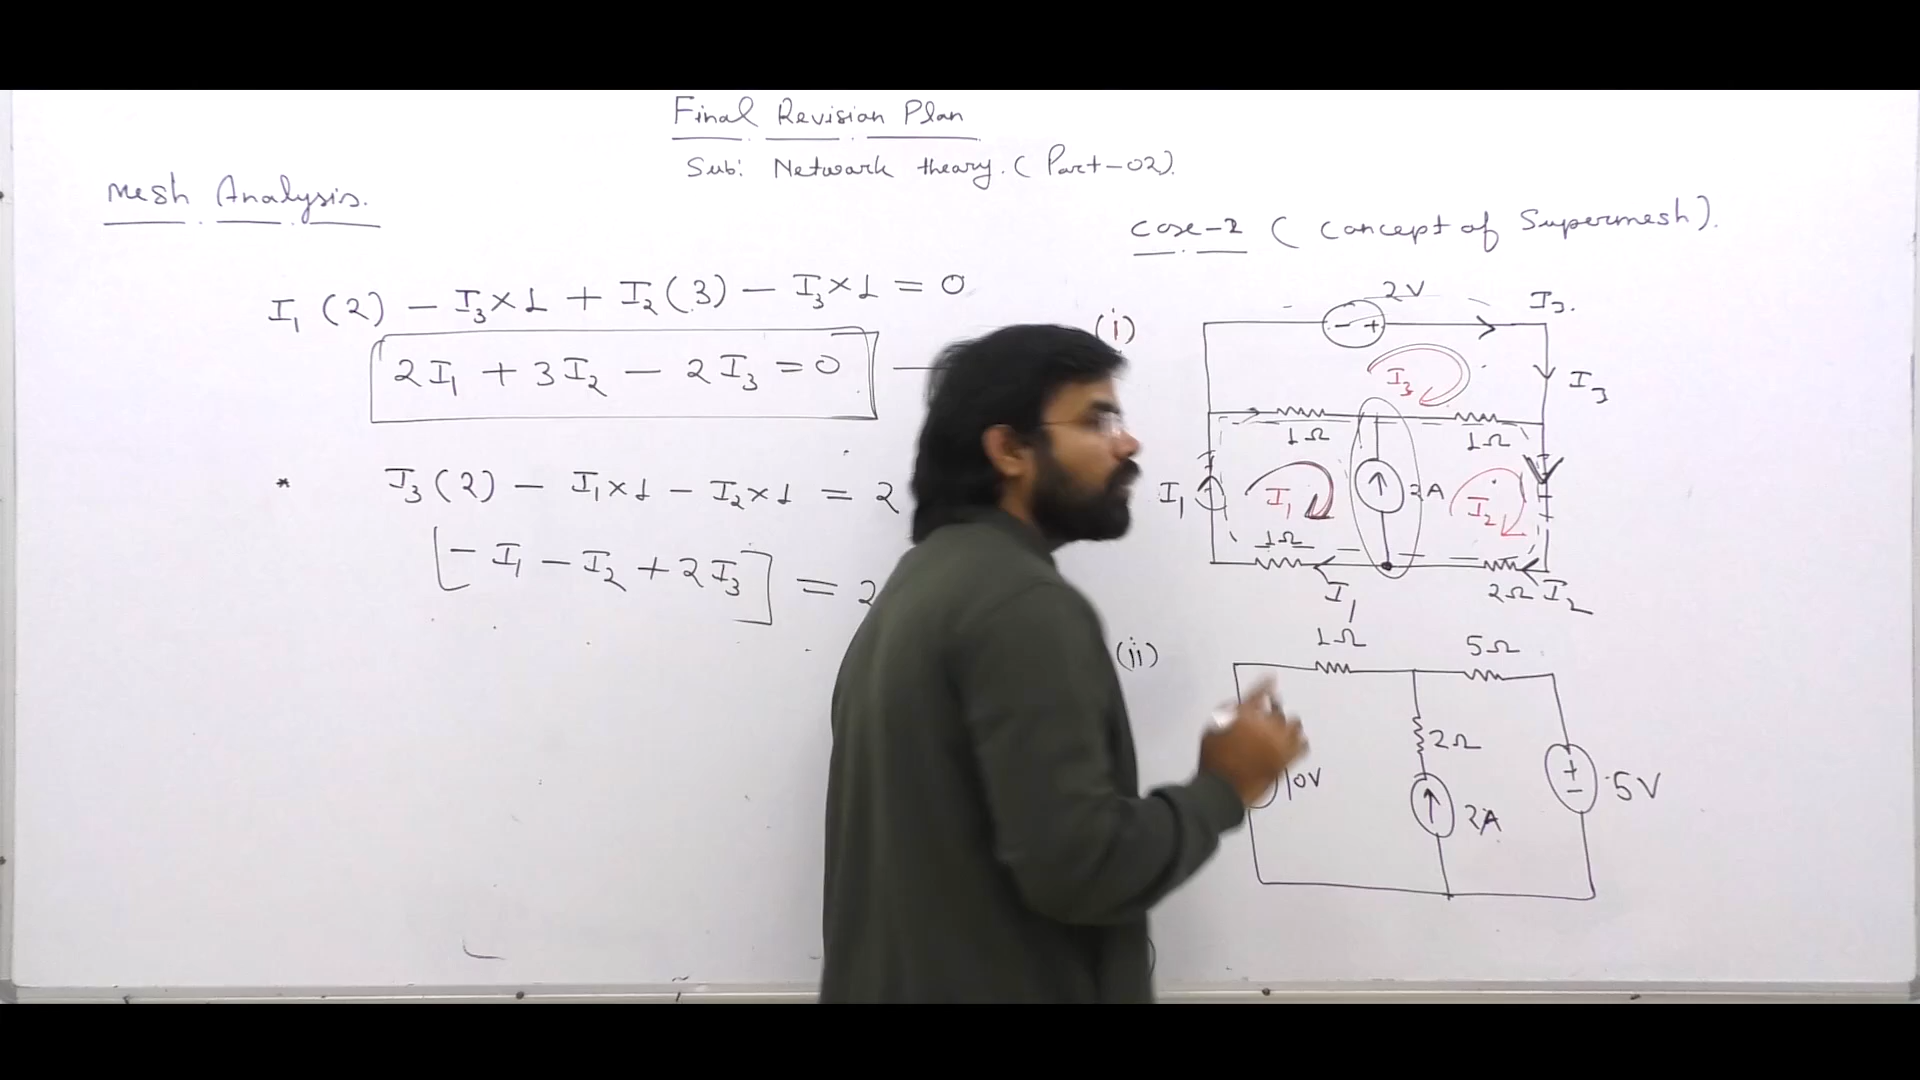 Final Revision Plan
Sub: Network theory. (Part-02).
Mesh Analysis.
Case-2 (Concept of Supermesh).
I₁ (2) - I₃×1 + I₂(3) - I₃×1 = 0
2I₁ + 3I₂ - 2I₃ = 0
* I₃(2) - I₁×1 - I₂×1 = 2
- I₁ - I₂ + 2I₃ = 2
(i)
2V
I₃.
- +
I₃
I₃
1Ω 1Ω
I₁ I₁ 2A I₂
1Ω
2Ω I₂
I₁
(ii)
1Ω 5Ω
2Ω
10V
+ - 5V
2A